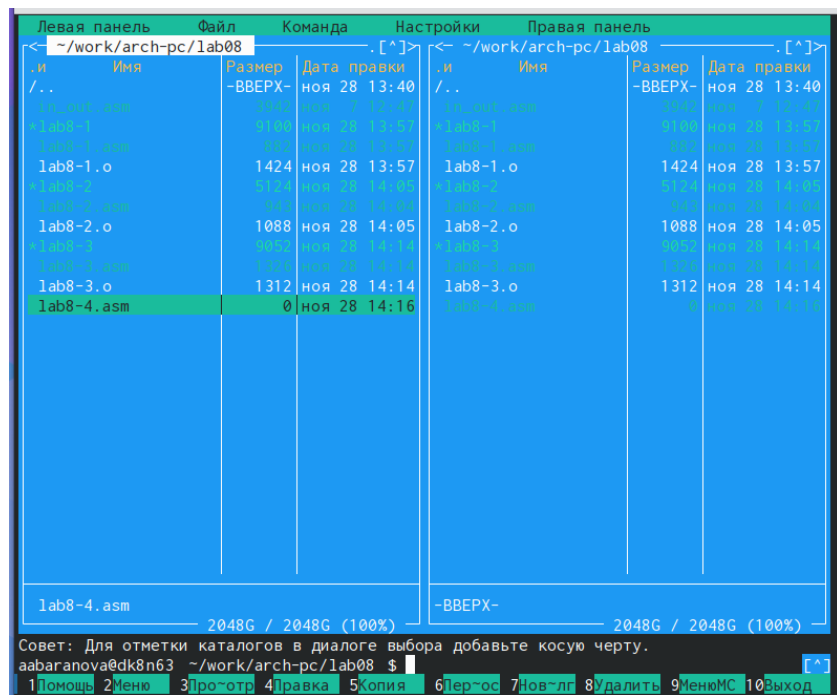 Левая панель Файл Команда Настройки Правая панель
<─ ~/work/arch-pc/lab08 ─.[^]> <─ ~/work/arch-pc/lab08 ─.[^]>
.и Имя Размер Дата правки .и Имя Размер Дата правки
/.. -ВВЕРХ- ноя 28 13:40 /.. -ВВЕРХ- ноя 28 13:40
in_out.asm 3942 ноя 7 12:47 in_out.asm 3942 ноя 7 12:47
*lab8-1 9100 ноя 28 13:57 *lab8-1 9100 ноя 28 13:57
lab8-1.asm 882 ноя 28 13:57 lab8-1.asm 882 ноя 28 13:57
lab8-1.o 1424 ноя 28 13:57 lab8-1.o 1424 ноя 28 13:57
*lab8-2 5124 ноя 28 14:05 *lab8-2 5124 ноя 28 14:05
lab8-2.asm 943 ноя 28 14:04 lab8-2.asm 943 ноя 28 14:04
lab8-2.o 1088 ноя 28 14:05 lab8-2.o 1088 ноя 28 14:05
*lab8-3 9052 ноя 28 14:14 *lab8-3 9052 ноя 28 14:14
lab8-3.asm 1326 ноя 28 14:14 lab8-3.asm 1326 ноя 28 14:14
lab8-3.o 1312 ноя 28 14:14 lab8-3.o 1312 ноя 28 14:14
lab8-4.asm 0 ноя 28 14:16 lab8-4.asm 0 ноя 28 14:16
lab8-4.asm -ВВЕРХ-
2048G / 2048G (100%) 2048G / 2048G (100%)
Совет: Для отметки каталогов в диалоге выбора добавьте косую черту.
aabaranova@dk8n63 ~/work/arch-pc/lab08 $ [^]
1Помощь 2Меню 3Про~отр 4Правка 5Копия 6Пер~ос 7Нов~лг 8Удалить 9МенюMC 10Выход